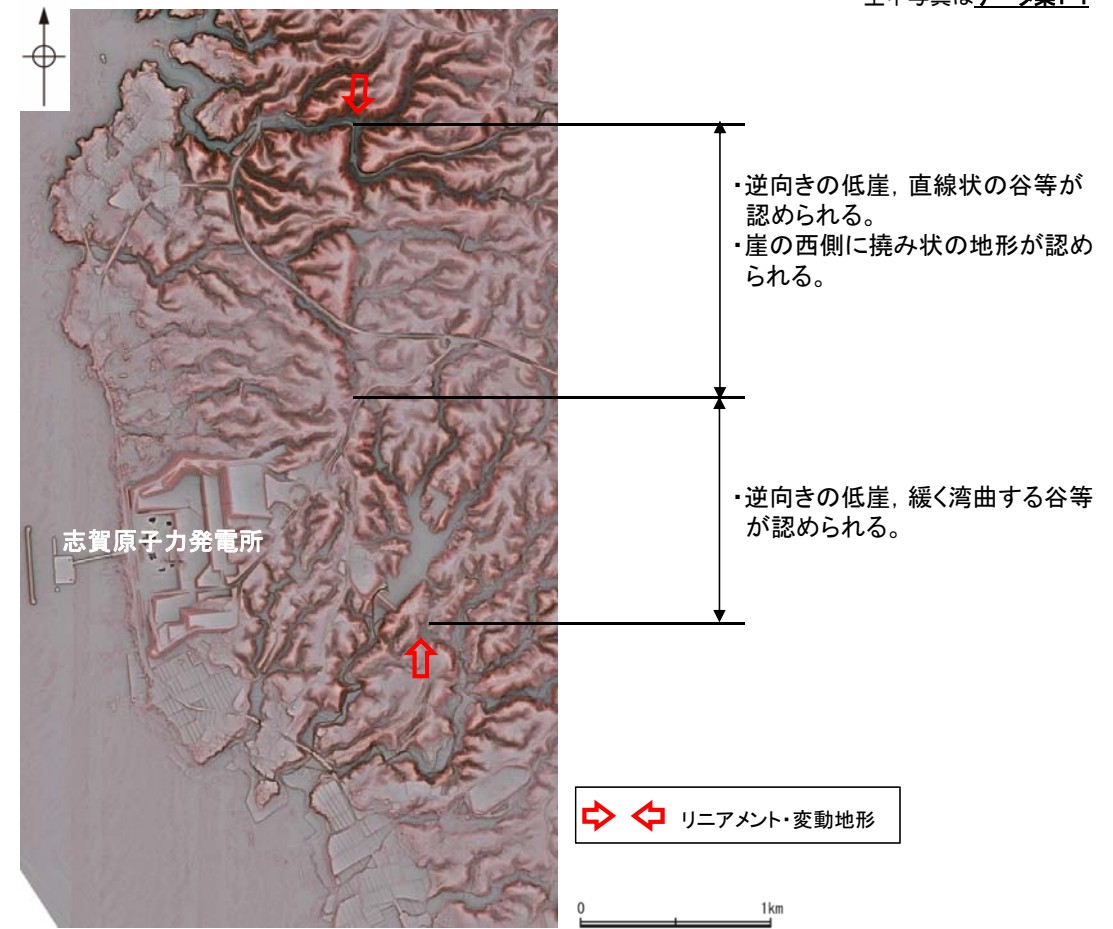 ・逆向きの低崖，直線状の谷等が
認められる。
・崖の西側に撓み状の地形が認め
られる。
・逆向きの低崖，緩く湾曲する谷等
が認められる。
志賀原子力発電所
リニアメント・変動地形
0 1km